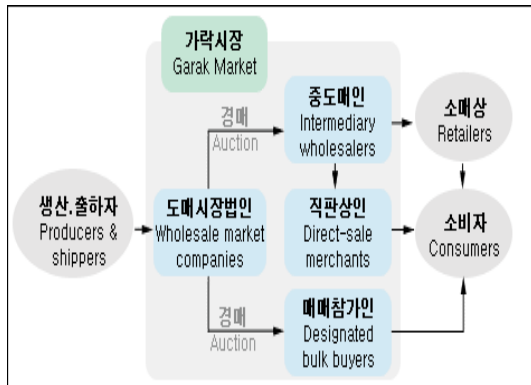 가락시장
Garak Market
경매
Auction
중도매인
Intermediary
wholesalers
소매상
Retailers
생산.출하자
Producers &
shippers
도매시장법인
Wholesale market
companies
직판상인
Direct-sale
merchants
소비자
Consumers
경매
Auction
매매참가인
Designated
bulk buyers